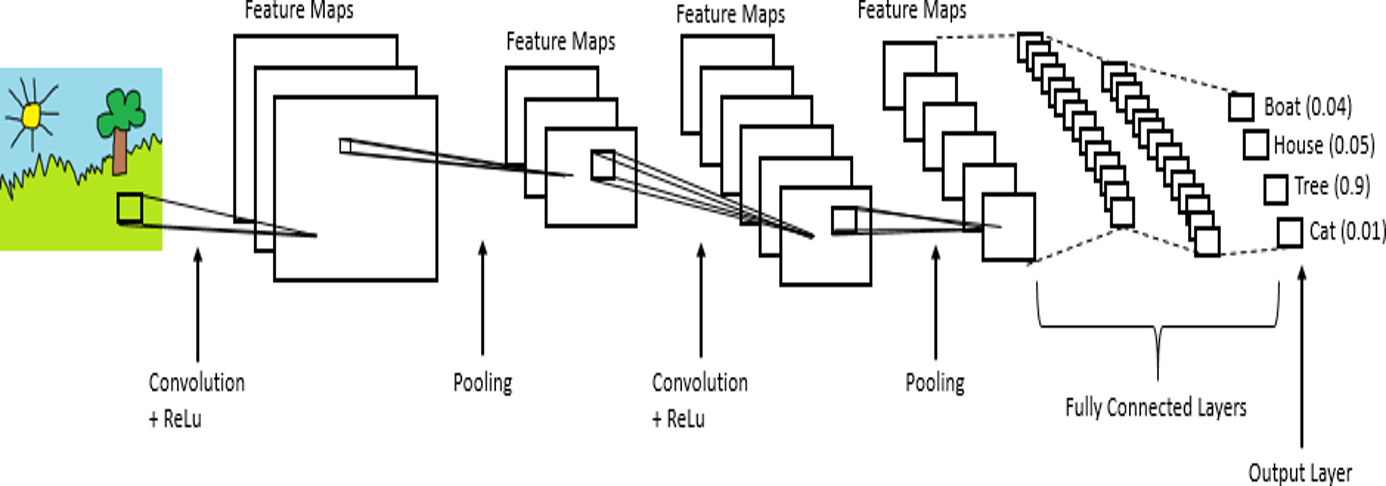 Feature Maps
Feature Maps
Feature Maps
Feature Maps
Boat (0.04)
House (0.05)
Tree (0.9)
Cat (0.01)
Convolution
+ ReLu
Pooling
Convolution
+ ReLu
Pooling
Fully Connected Layers
Output Layer